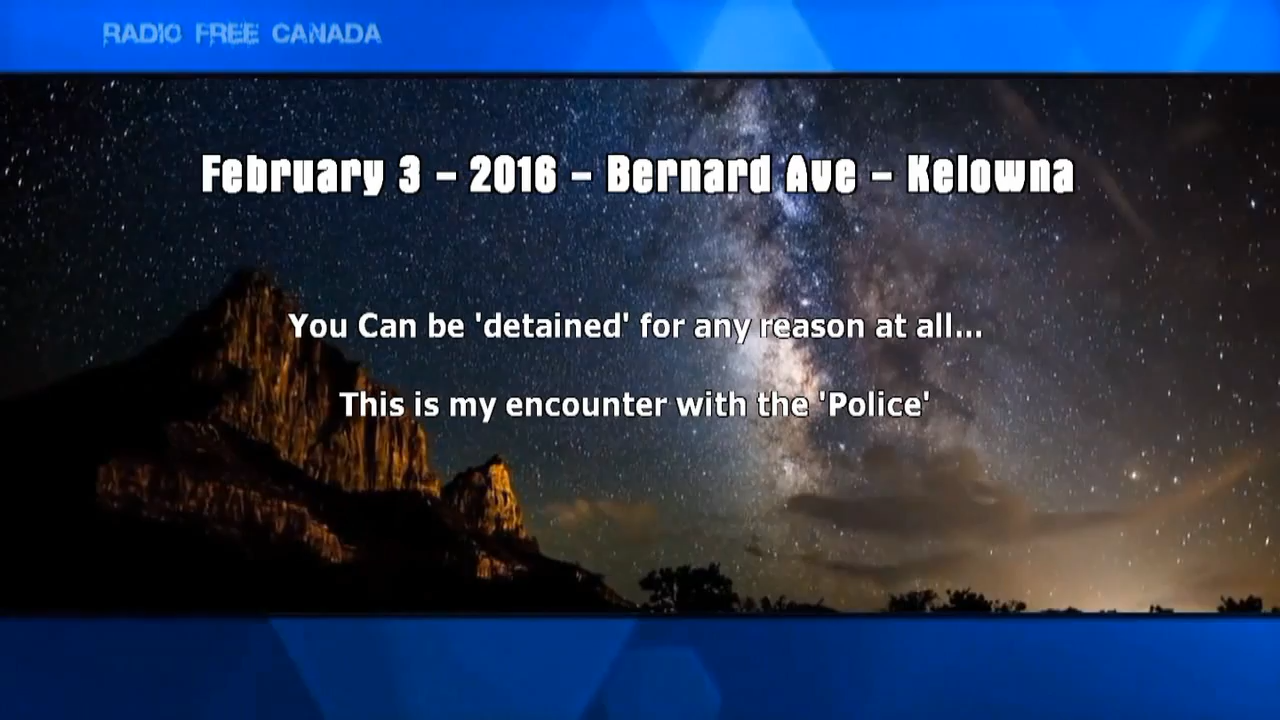 RADIO FREE CANADA
February 3 - 2016 - Bernard Ave - Kelowna
You Can be 'detained' for any reason at all...
This is my encounter with the 'Police'